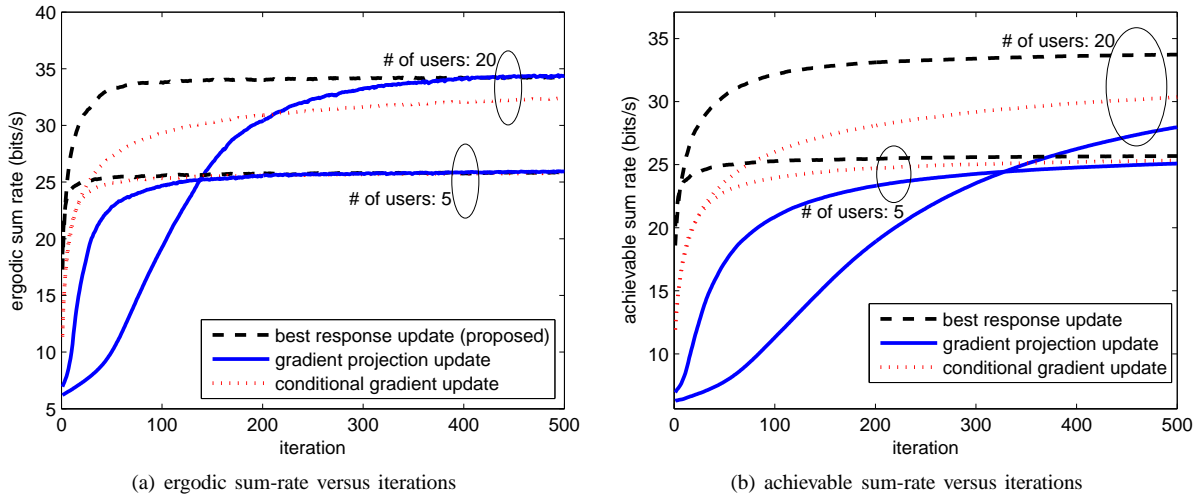 40
35
30
25
20
15
10
5
0
100
200
300
400
500
ergodic sum rate (bits/s)
iteration
# of users: 20
# of users: 5
best response update (proposed)
gradient projection update
conditional gradient update
(a) ergodic sum-rate versus iterations
35
30
25
20
15
10
0
100
200
300
400
500
achievable sum rate (bits/s)
iteration
# of users: 20
# of users: 5
best response update
gradient projection update
conditional gradient update
(b) achievable sum-rate versus iterations